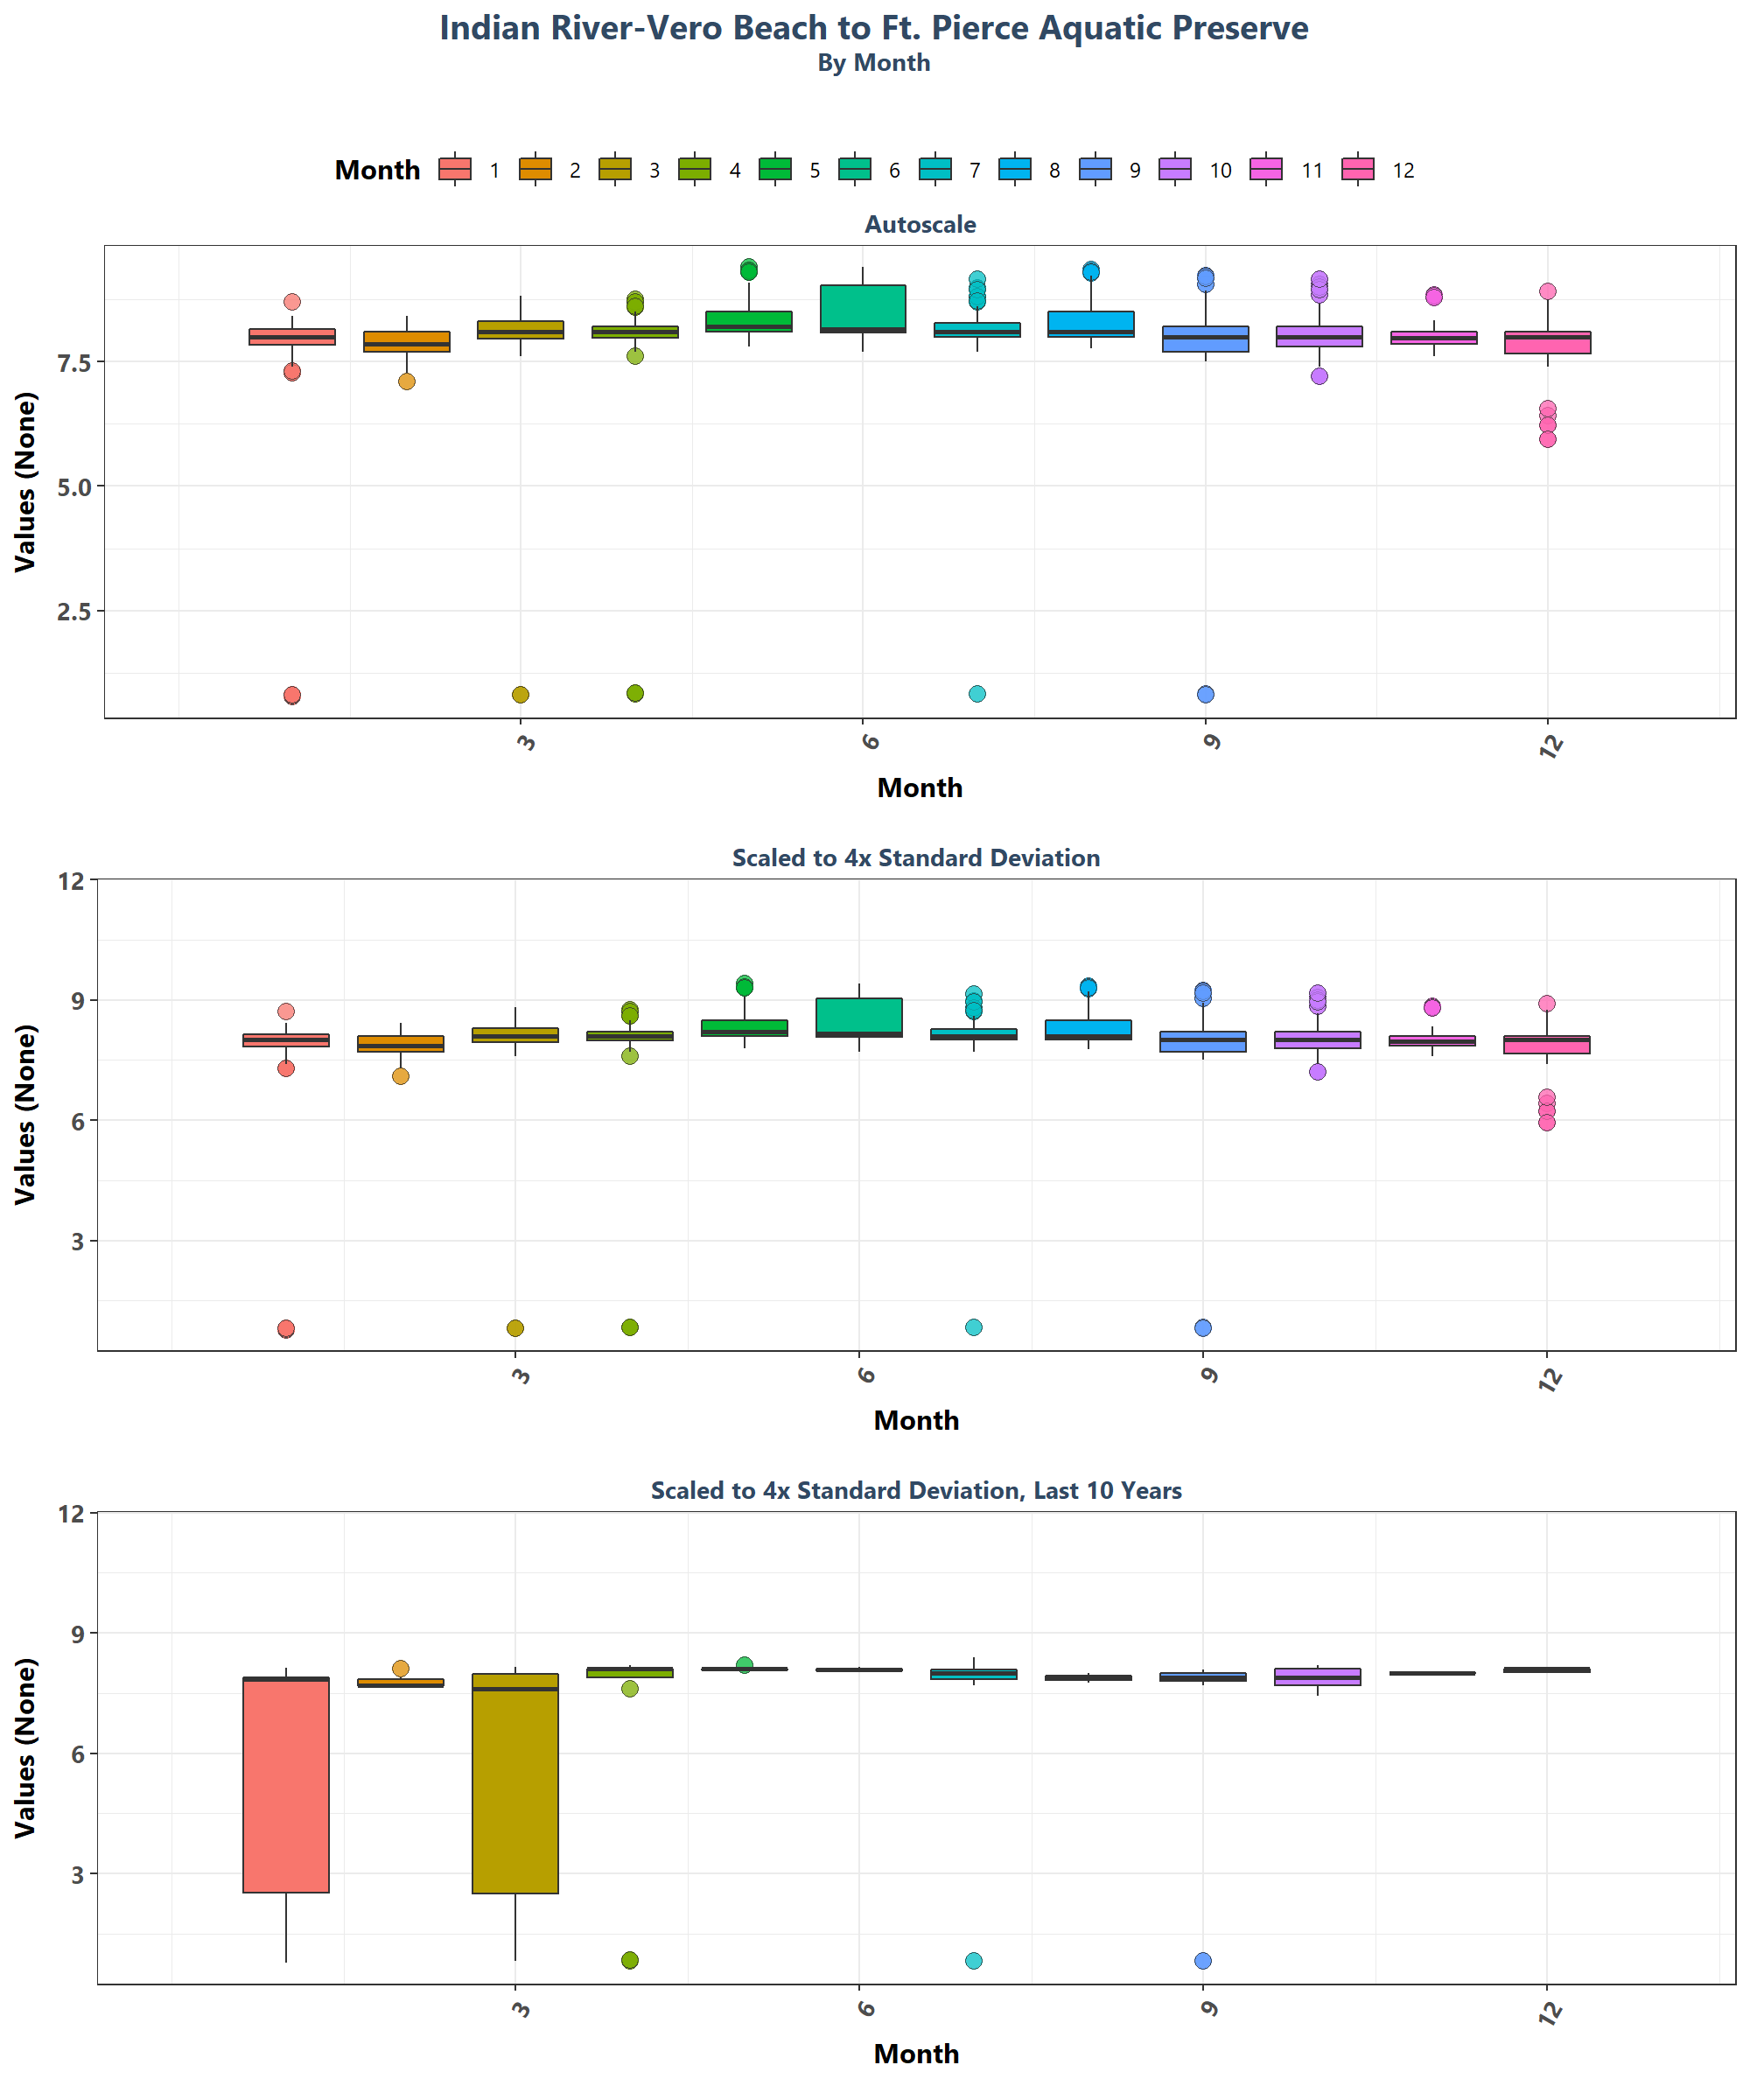 Indian River-Vero Beach to Ft. Pierce Aquatic Preserve
By Month
Month 1 2 3 4 5 6 7 8 9 10 11 12
Autoscale
Values (None)
7.5
5.0
2.5
3 6 9 12
Month
Scaled to 4x Standard Deviation
Values (None)
12
9
6
3
3 6 9 12
Month
Scaled to 4x Standard Deviation, Last 10 Years
Values (None)
12
9
6
3
3 6 9 12
Month